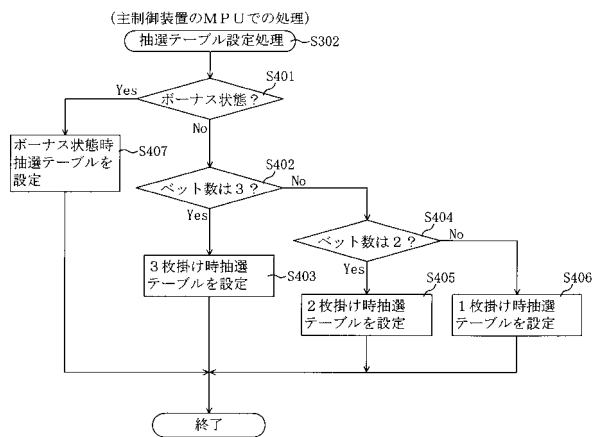 (主制御装置のMPUでの処理)
抽選テーブル設定処理
S302
S401
ボーナス状態？
Yes
No
ボーナス状態時
抽選テーブルを
設定
S407
S402
ベット数は３？
No
Yes
S404
ベット数は２？
No
Yes
３枚掛け時抽選
テーブルを設定
S403
S405
２枚掛け時抽選
テーブルを設定
S406
１枚掛け時抽選
テーブルを設定
終了